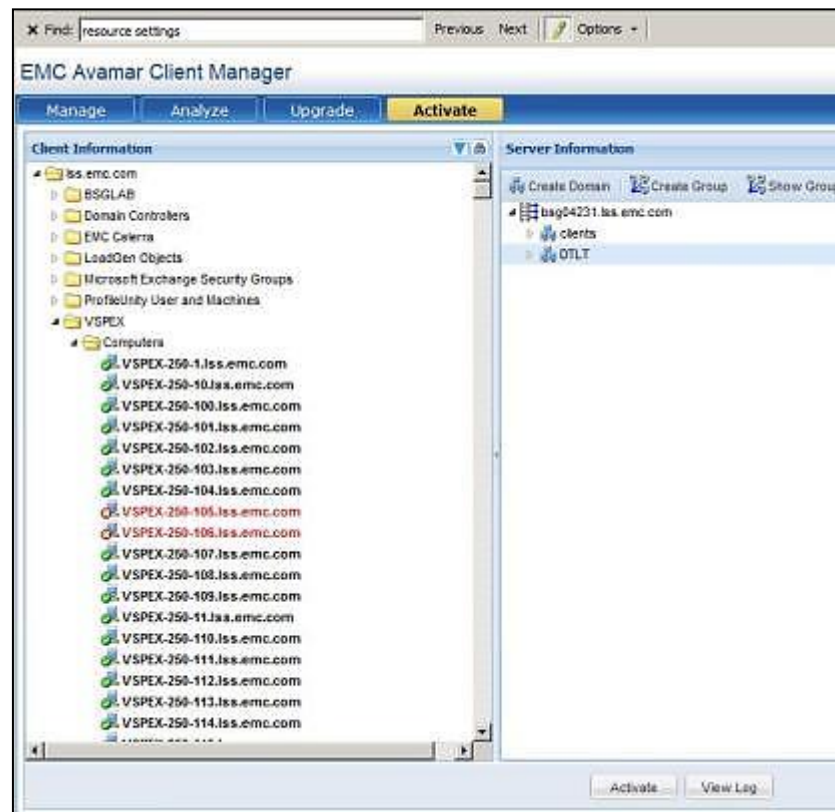 x Find: resource settings Previous Next Options
EMC Avamar Client Manager
Manage Analyze Upgrade Activate
Client Information
lss.emc.com
BSGLAB
Domain Controllers
EMC Celerra
LoadGen Objects
Microsoft Exchange Security Groups
ProfileUnity User and Machines
VSPEX
Computers
VSPEX-250-1.lss.emc.com
VSPEX-250-10.lss.emc.com
VSPEX-250-100.lss.emc.com
VSPEX-250-101.lss.emc.com
VSPEX-250-102.lss.emc.com
VSPEX-250-103.lss.emc.com
VSPEX-250-104.lss.emc.com
VSPEX-250-105.lss.emc.com
VSPEX-250-106.lss.emc.com
VSPEX-250-107.lss.emc.com
VSPEX-250-108.lss.emc.com
VSPEX-250-109.lss.emc.com
VSPEX-250-11.lss.emc.com
VSPEX-250-110.lss.emc.com
VSPEX-250-111.lss.emc.com
VSPEX-250-112.lss.emc.com
VSPEX-250-113.lss.emc.com
VSPEX-250-114.lss.emc.com
Server Information
Create Domain Create Group Show Grou
bsg04231.lss.emc.com
clients
DTLT
Activate View Log